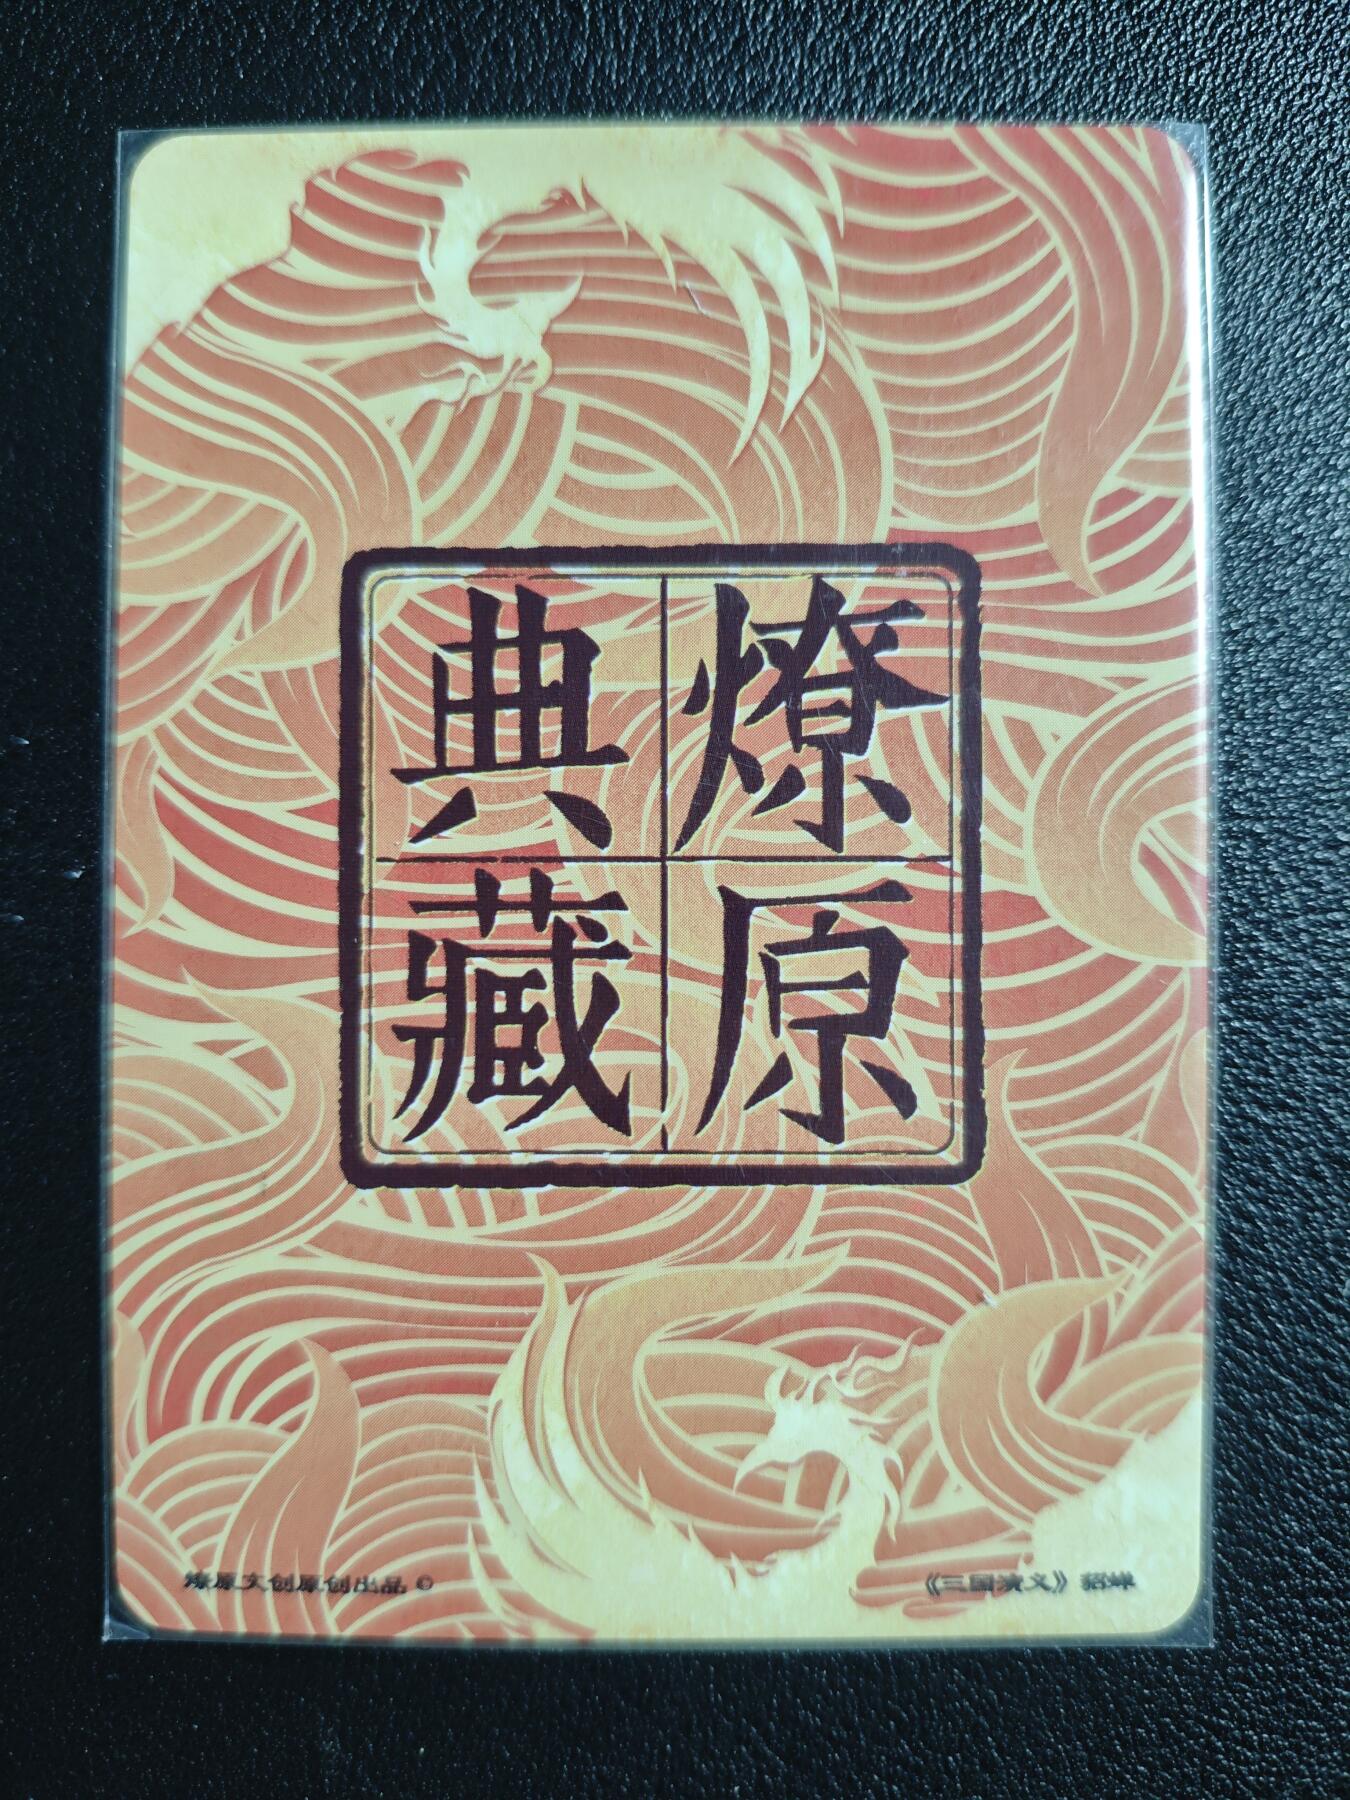 燎原
典藏
燎原文创原创出品 ©
《三国演义》貂蝉